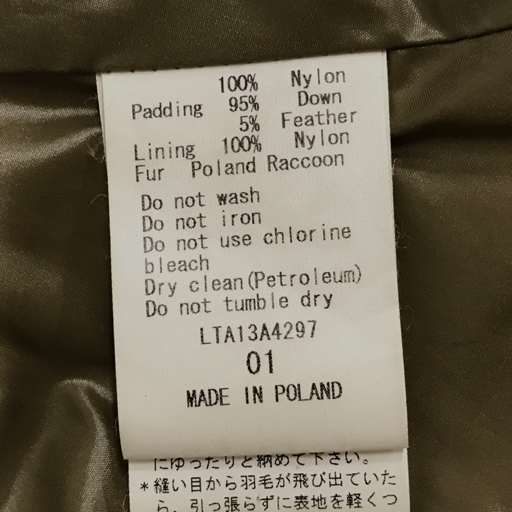 100% Nylon
Padding 95% Down
5% Feather
Lining 100% Nylon
Fur Poland Raccoon
Do not wash
Do not iron
Do not use chlorine
bleach
Dry clean(Petroleum)
Do not tumble dry
LTA13A4297
01
MADE IN POLAND
にゆったりと納めて下さい。
*縫い目から羽毛が飛び出ていた
ら、引っ張らずに表地を軽くつ